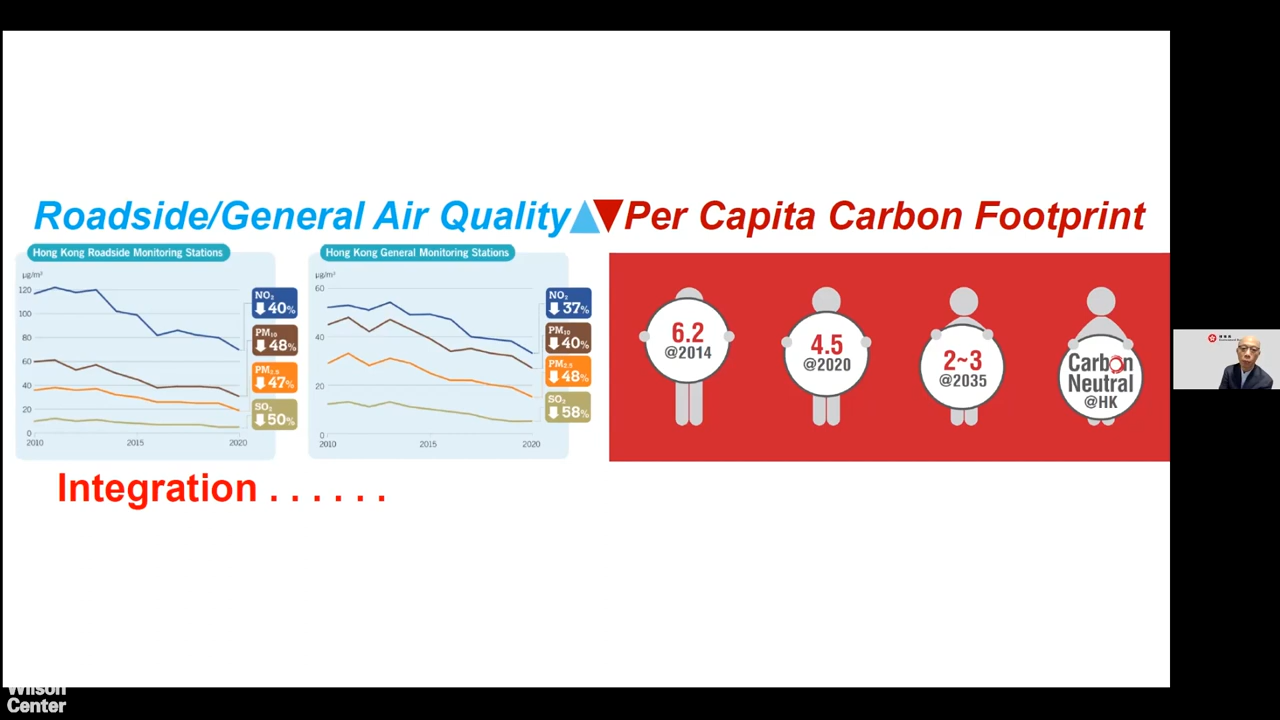 Roadside/General Air Quality
Per Capita Carbon Footprint
Hong Kong Roadside Monitoring Stations
µg/m³
120
100
80
60
40
20
0
2010
2015
2020
NO₂
40%
PM₁₀
48%
PM₂.₅
47%
SO₂
50%
Hong Kong General Monitoring Stations
µg/m³
60
40
20
0
2010
2015
2020
NO₂
37%
PM₁₀
40%
PM₂.₅
48%
SO₂
58%
6.2
@2014
4.5
@2020
2~3
@2035
Carbon
Neutral
@HK
Integration . . . . . .
Wilson
Center